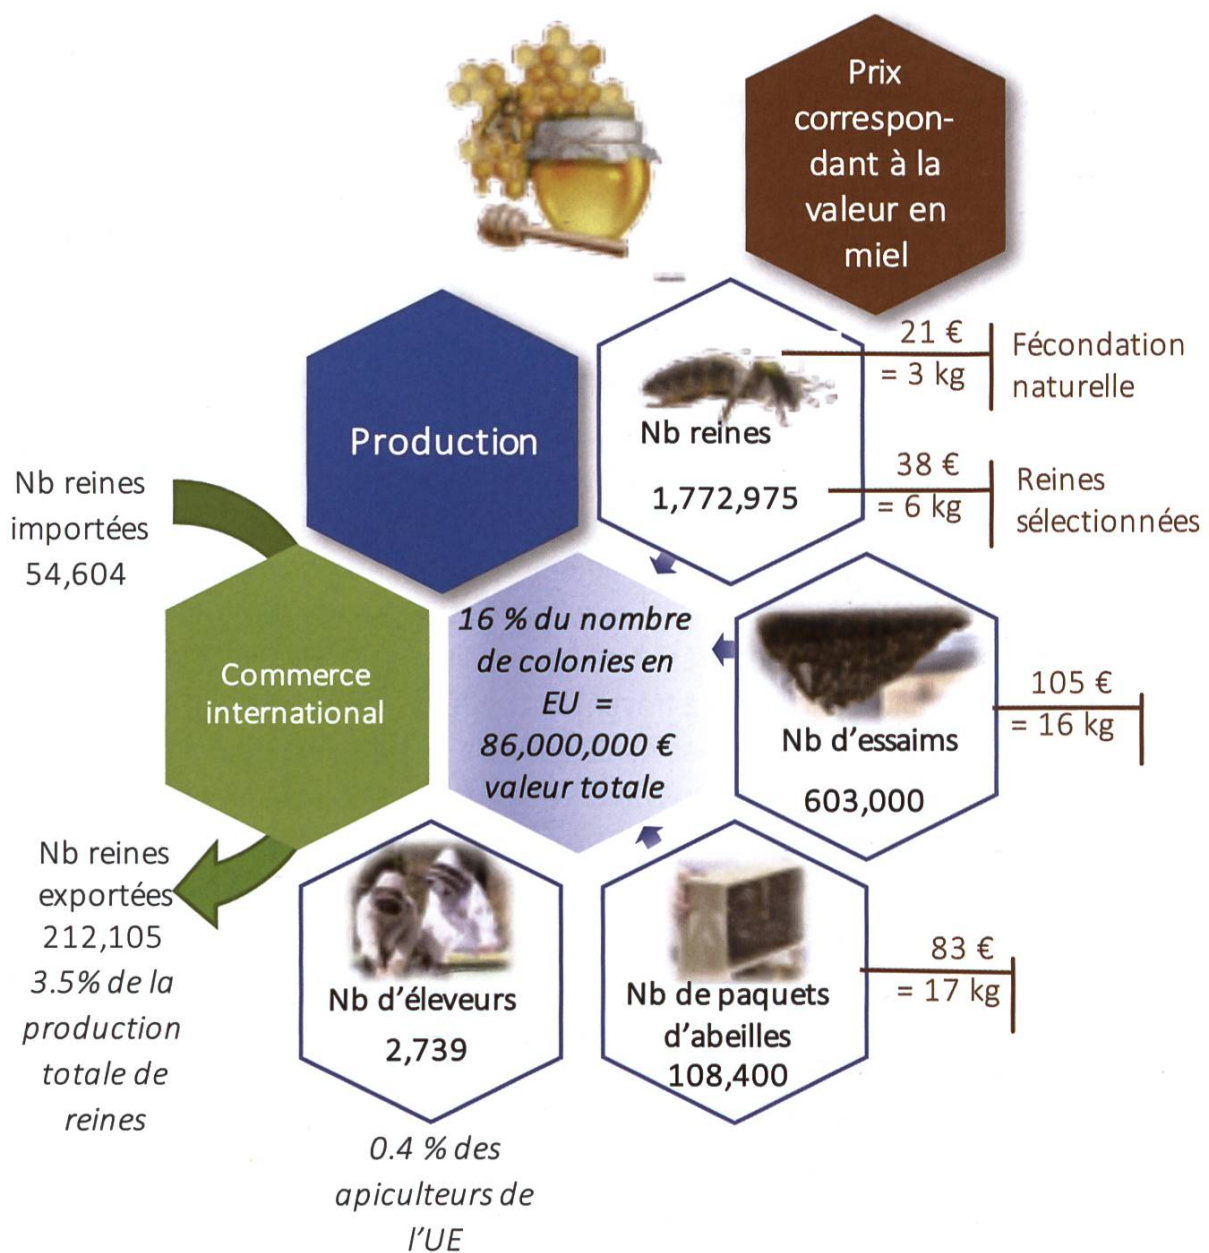 Prix
correspon-
dant à la
valeur en
miel
Production
Nb reines
1,772,975
21 €
= 3 kg
Fécondation
naturelle
38 €
= 6 kg
Reines
sélectionnées
Nb reines
importées
54,604
Commerce
international
16 % du nombre
de colonies en
EU =
86,000,000 €
valeur totale
Nb d'essaims
603,000
105 €
= 16 kg
Nb reines
exportées
212,105
3.5% de la
production
totale de
reines
Nb d'éleveurs
2,739
0.4 % des
apiculteurs de
l'UE
Nb de paquets
d'abeilles
108,400
83 €
= 17 kg